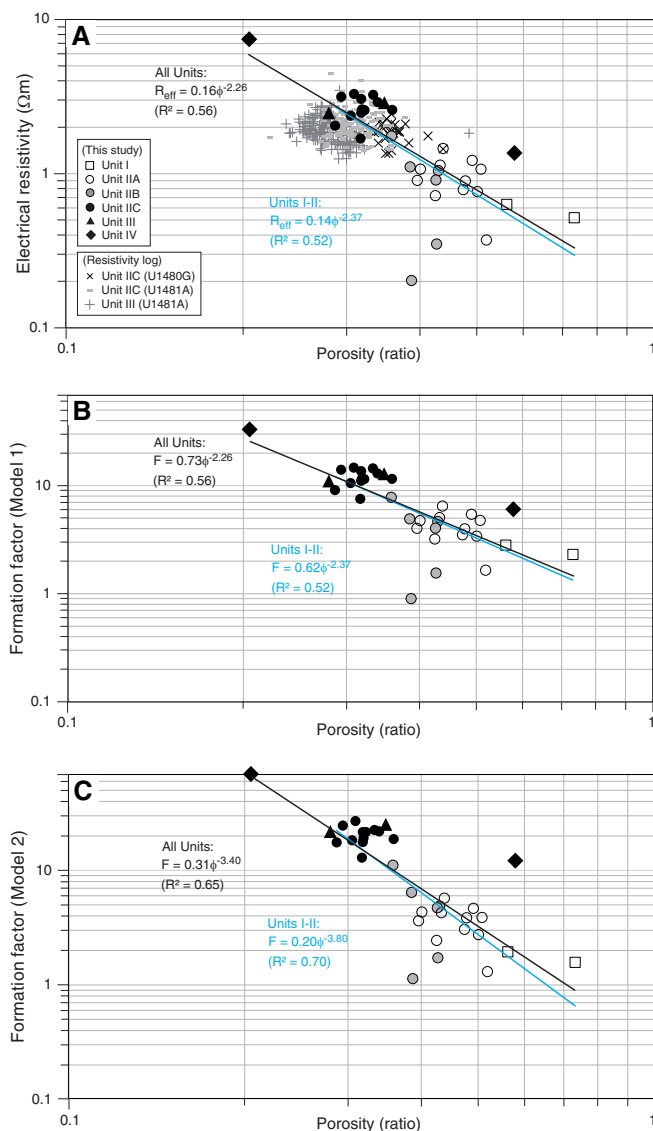 A
10
Electrical resistivity (Ωm)
All Units:
R_eff = 0.16ϕ^-2.26
(R² = 0.56)
(This study)
Unit I
Unit IIA
Unit IIB
Unit IIC
Unit III
Unit IV
(Resistivity log)
Unit IIC (U1480G)
Unit IIC (U1481A)
Unit III (U1481A)
Units I-II:
R_eff = 0.14ϕ^-2.37
(R² = 0.52)
1
0.1
0.1
1
Porosity (ratio)
B
Formation factor (Model 1)
All Units:
F = 0.73ϕ^-2.26
(R² = 0.56)
10
Units I-II:
F = 0.62ϕ^-2.37
(R² = 0.52)
1
0.1
0.1
1
Porosity (ratio)
C
Formation factor (Model 2)
All Units:
F = 0.31ϕ^-3.40
(R² = 0.65)
10
Units I-II:
F = 0.20ϕ^-3.80
(R² = 0.70)
1
0.1
0.1
1
Porosity (ratio)